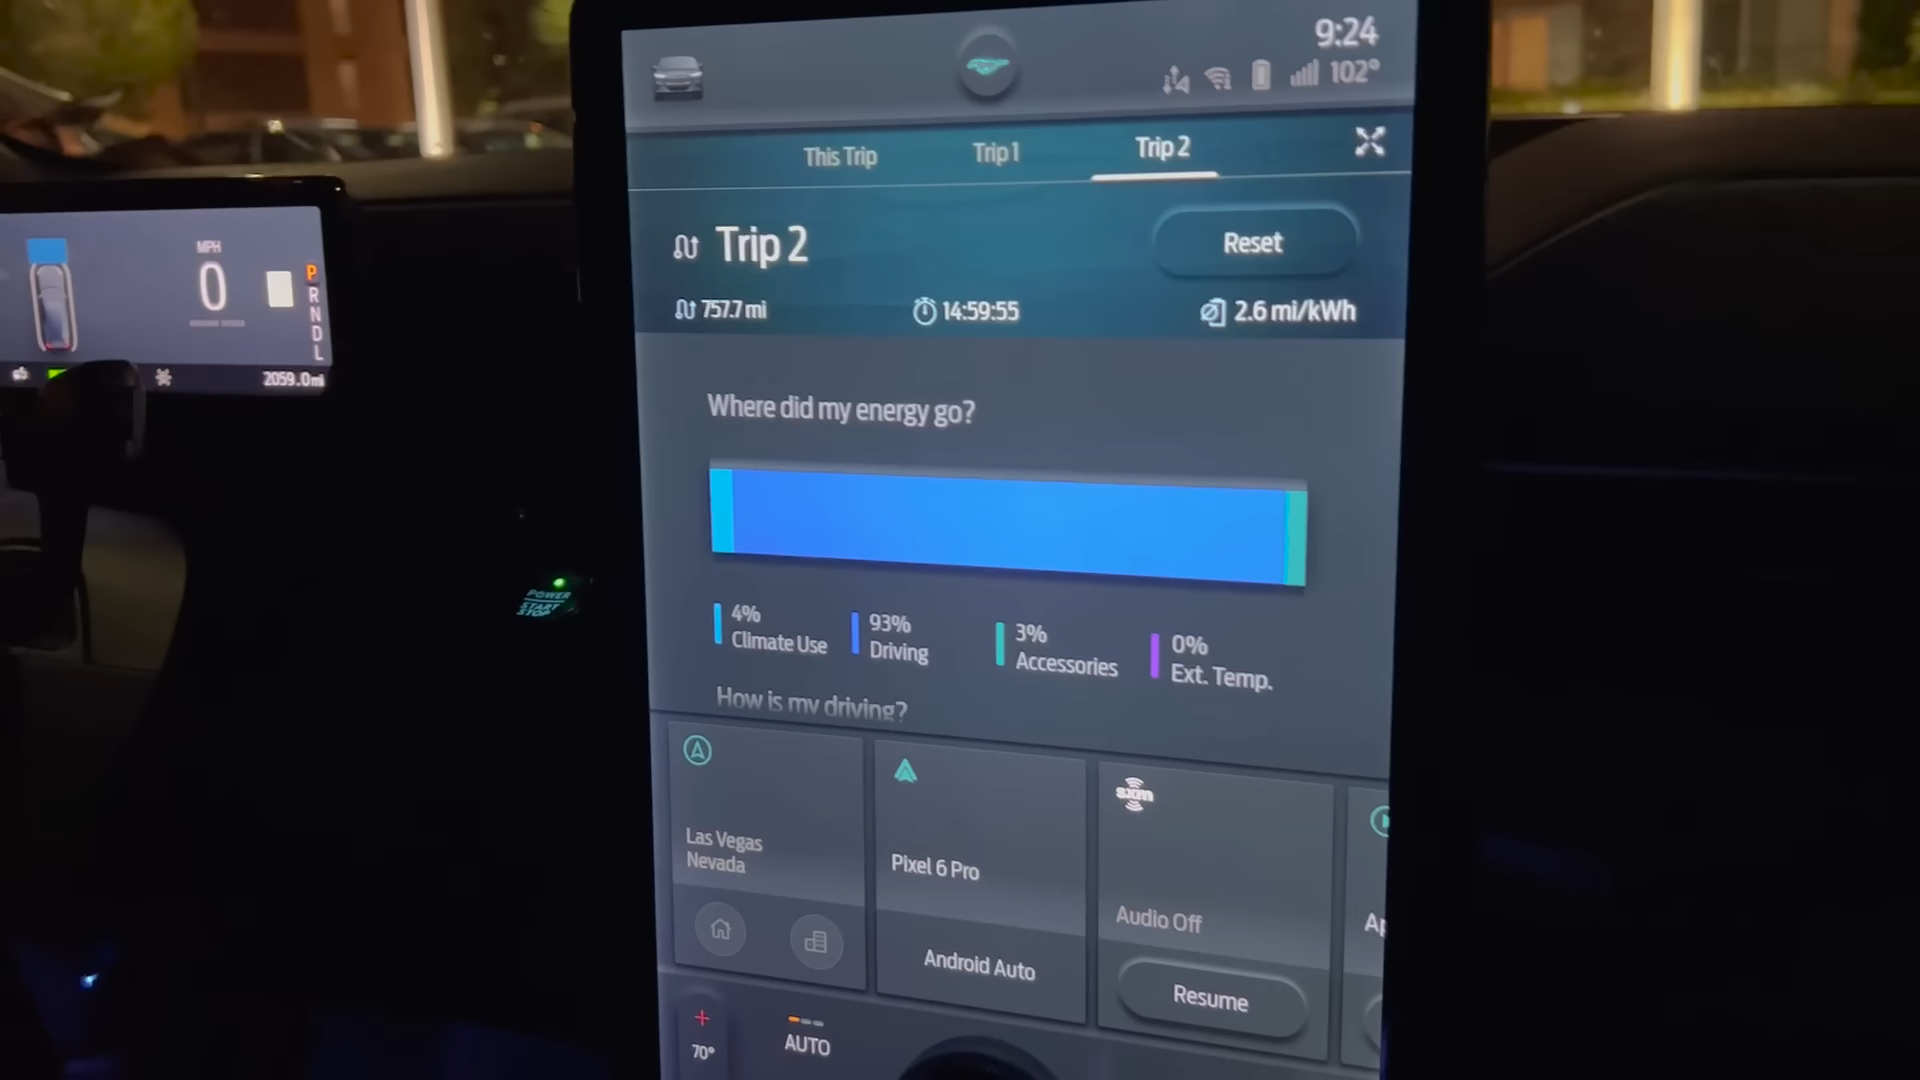 9:24
102°
This Trip
Trip 1
Trip 2
Trip 2
Reset
757.7 mi
14:59:55
2.6 mi/kWh
Where did my energy go?
4%
Climate Use
93%
Driving
3%
Accessories
0%
Ext. Temp.
How is my driving?
Las Vegas
Nevada
Pixel 6 Pro
Android Auto
sxm
Audio Off
Resume
70°
AUTO
MPH
0
P
R
N
D
L
2059.0 mi
POWER
START
STOP